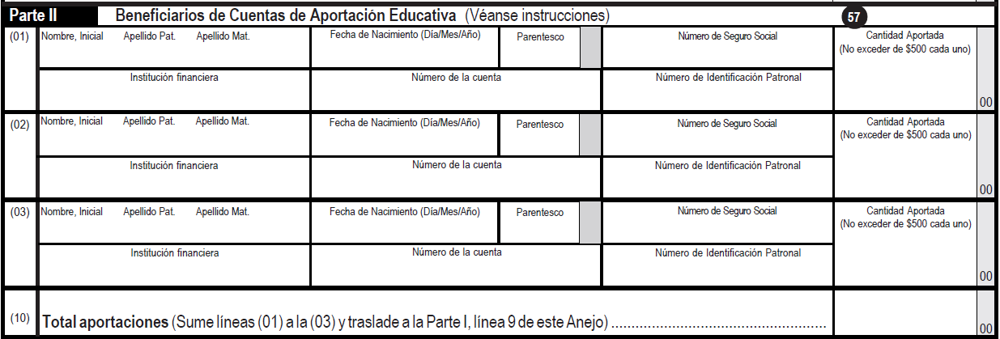 Parte II Beneficiarios de Cuentas de Aportación Educativa (Véanse instrucciones) 57
(01) Nombre, Inicial Apellido Pat. Apellido Mat. Fecha de Nacimiento (Día/Mes/Año) Parentesco Número de Seguro Social Cantidad Aportada
(No exceder de $500 cada uno)
Institución financiera Número de la cuenta Número de Identificación Patronal
00
(02) Nombre, Inicial Apellido Pat. Apellido Mat. Fecha de Nacimiento (Día/Mes/Año) Parentesco Número de Seguro Social Cantidad Aportada
(No exceder de $500 cada uno)
Institución financiera Número de la cuenta Número de Identificación Patronal
00
(03) Nombre, Inicial Apellido Pat. Apellido Mat. Fecha de Nacimiento (Día/Mes/Año) Parentesco Número de Seguro Social Cantidad Aportada
(No exceder de $500 cada uno)
Institución financiera Número de la cuenta Número de Identificación Patronal
00
(10) Total aportaciones (Sume líneas (01) a la (03) y traslade a la Parte I, línea 9 de este Anejo) .................................................... 00